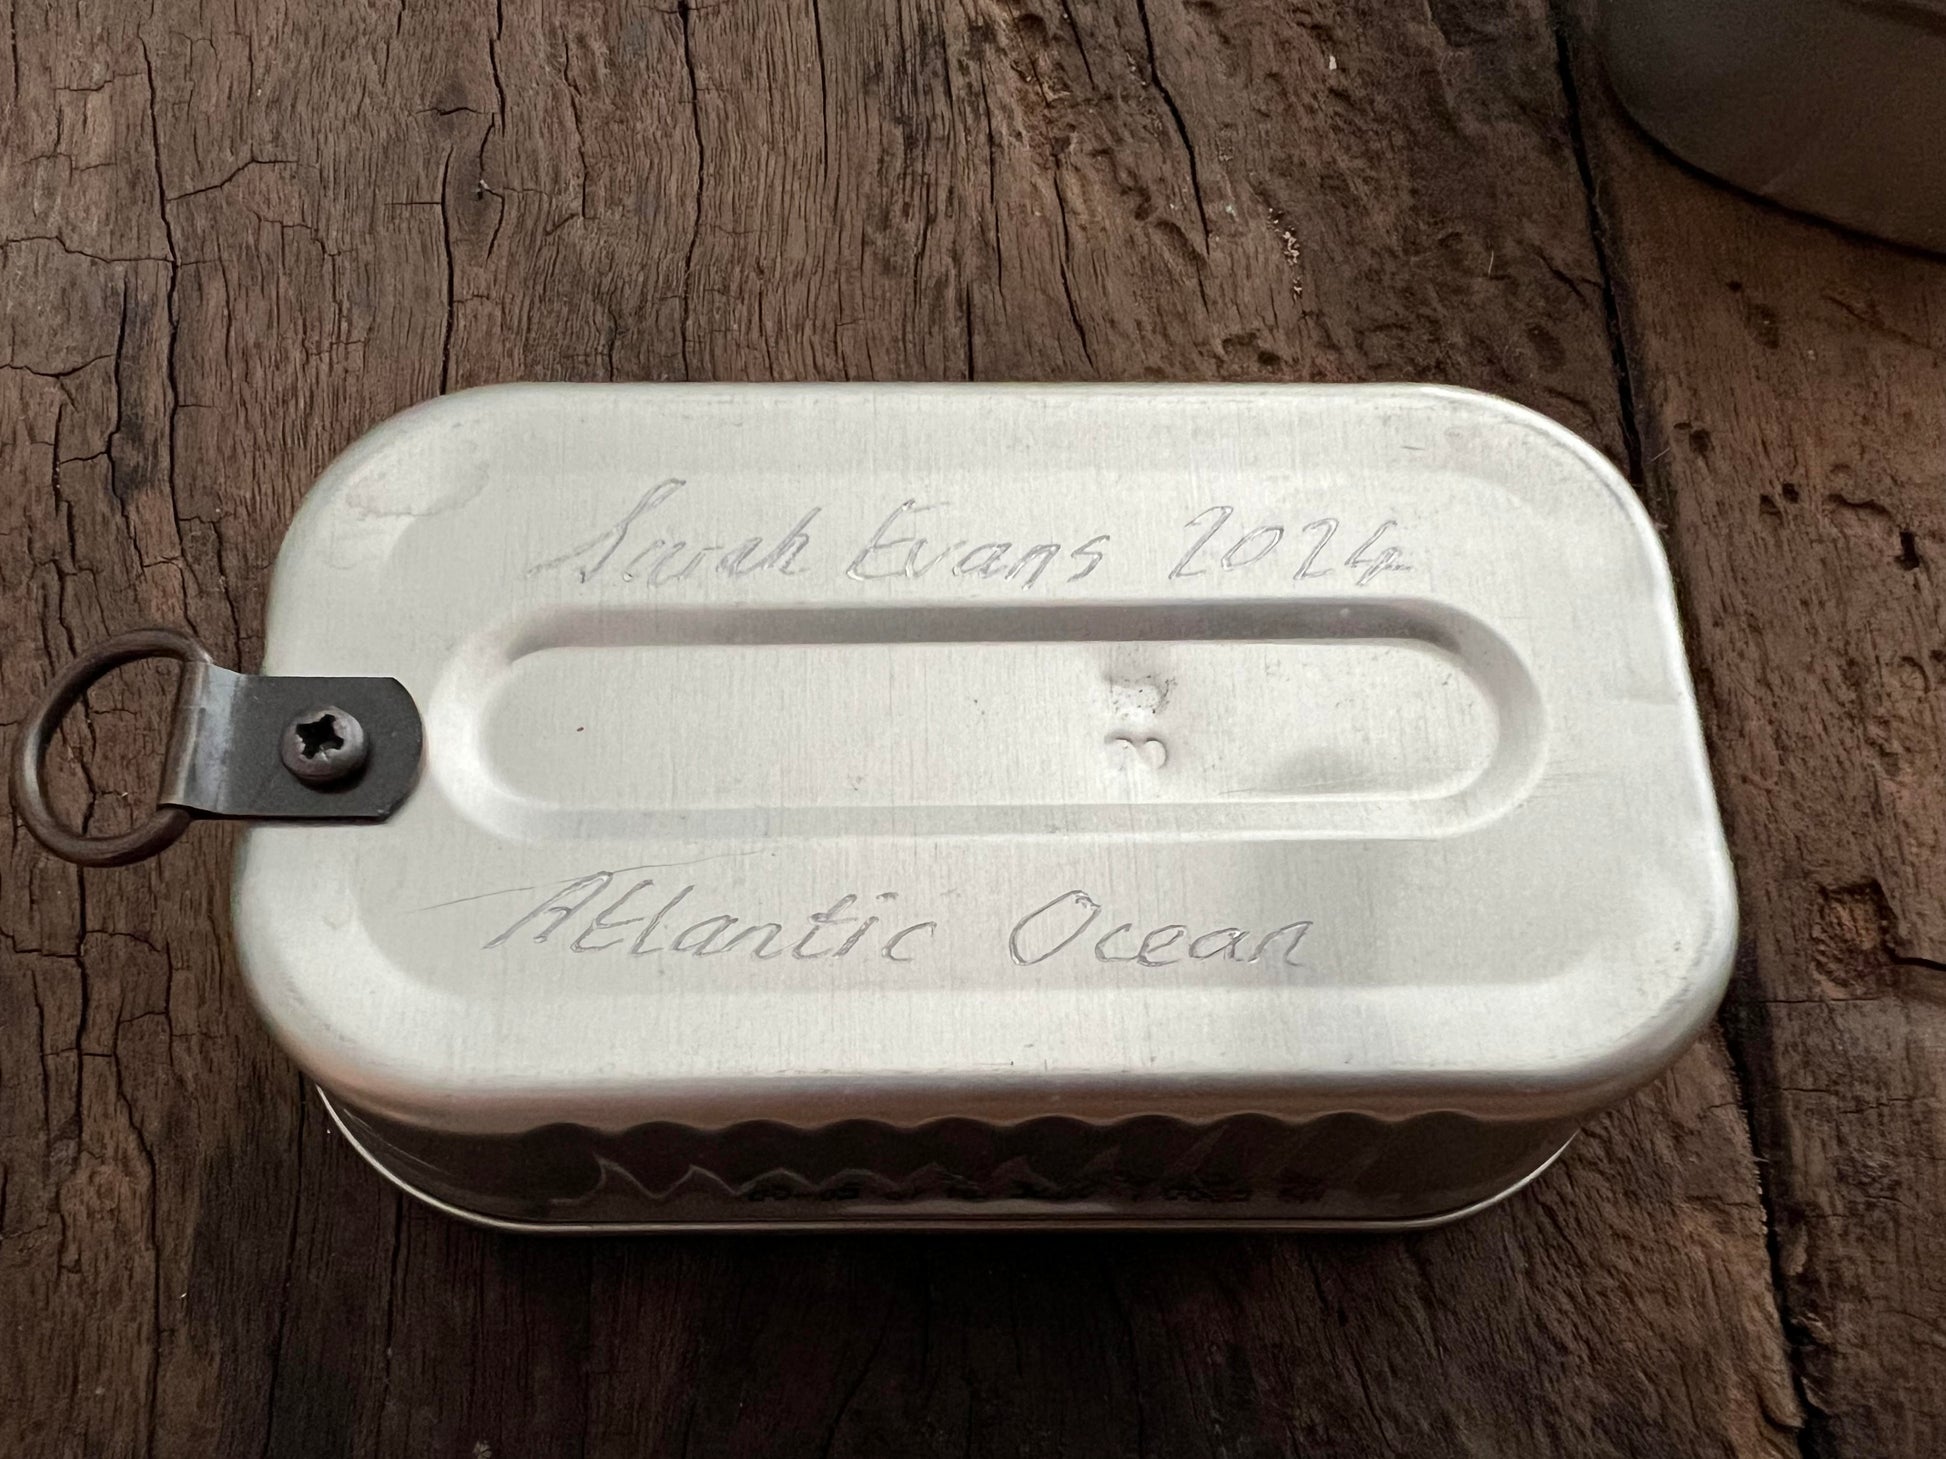 Sarah Evans 2024
Atlantic Ocean